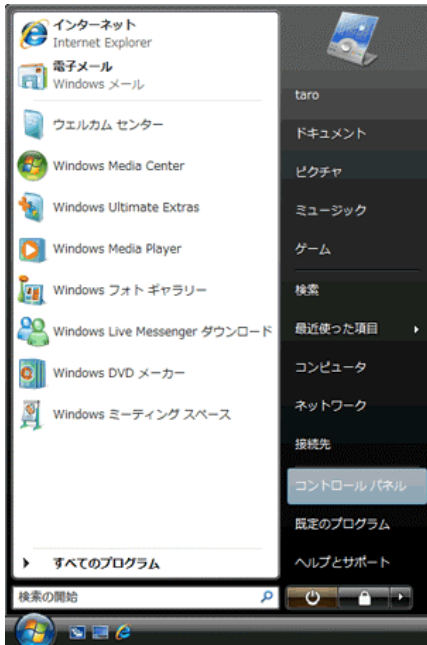 インターネット
Internet Explorer
電子メール
Windows メール
ウェルカム センター
Windows Media Center
Windows Ultimate Extras
Windows Media Player
Windows フォト ギャラリー
Windows Live Messenger ダウンロード
Windows DVD メーカー
Windows ミーティング スペース
すべてのプログラム
検索の開始
taro
ドキュメント
ピクチャ
ミュージック
ゲーム
検索
最近使った項目
コンピュータ
ネットワーク
接続先
コントロール パネル
既定のプログラム
ヘルプとサポート